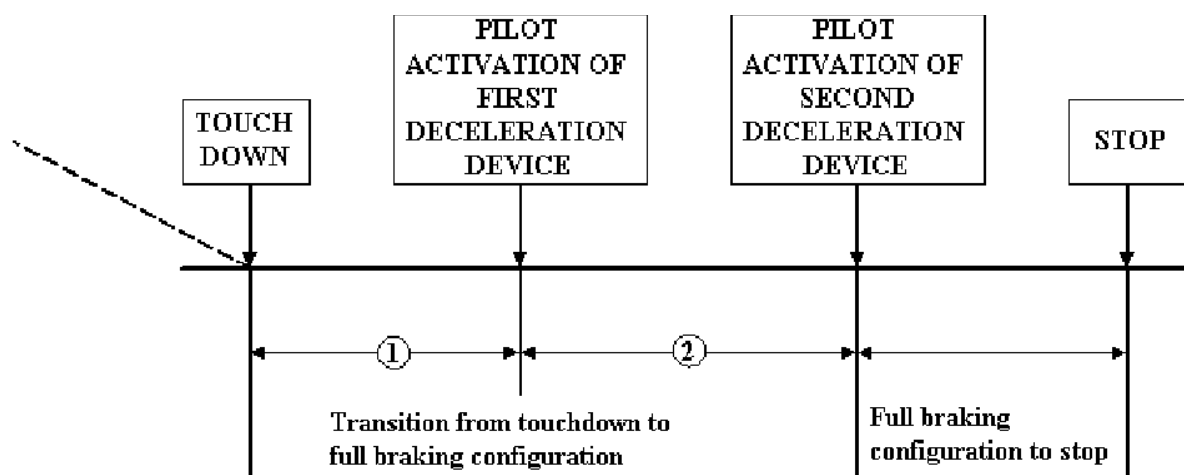 TOUCH
DOWN
PILOT
ACTIVATION OF
FIRST
DECELERATION
DEVICE
PILOT
ACTIVATION OF
SECOND
DECELERATION
DEVICE
STOP
1
2
Transition from touchdown to
full braking configuration
Full braking
configuration to stop